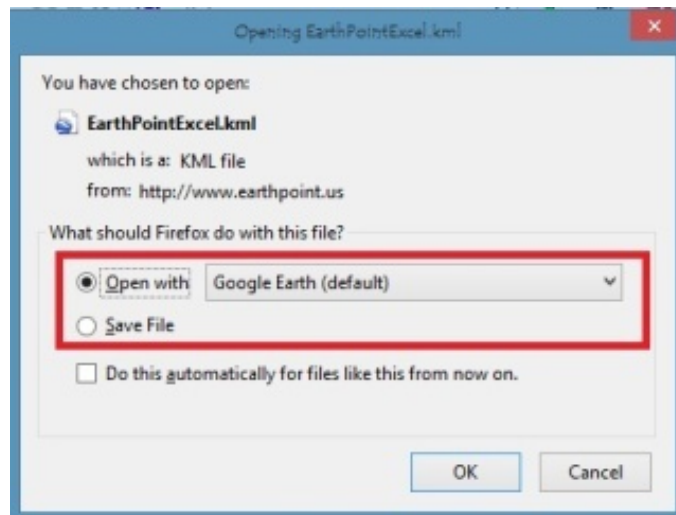 Opening EarthPointExcel.kml
You have chosen to open:
EarthPointExcel.kml
which is a: KML file
from: http://www.earthpoint.us
What should Firefox do with this file?
Open with Google Earth (default)
Save File
Do this automatically for files like this from now on.
OK Cancel